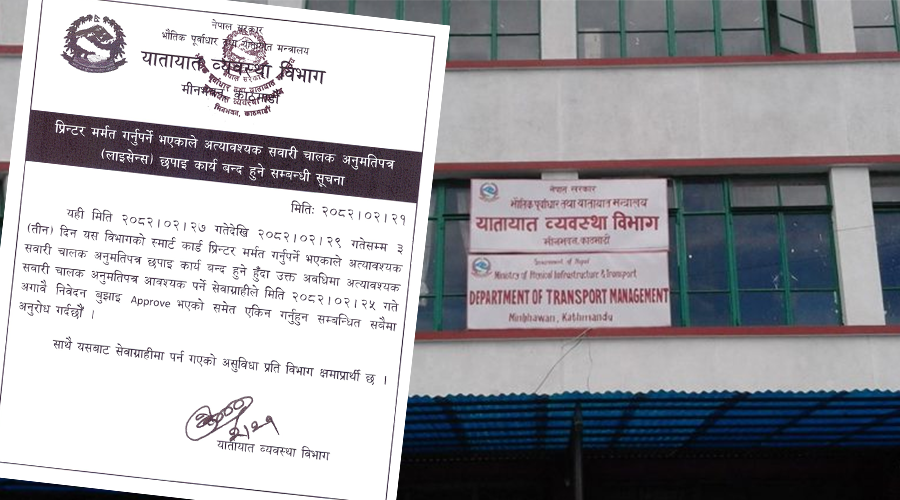 नेपाल सरकार
भौतिक पूर्वाधार तथा यातायात मन्त्रालय
यातायात व्यवस्था विभाग
मीनभवन, काठमाडौं
प्रिन्टर मर्मत गर्नुपर्ने भएकाले अत्यावश्यक सवारी चालक अनुमतिपत्र
(लाइसेन्स) छपाइ कार्य बन्द हुने सम्बन्धी सूचना
मितिः २०८२।०२।२१
यही मिति २०८२।०२।२७ गतेदेखि २०८२।०२।२९ गतेसम्म ३
(तीन) दिन यस विभागको स्मार्ट कार्ड प्रिन्टर मर्मत गर्नुपर्ने भएकाले अत्यावश्यक
सवारी चालक अनुमतिपत्र छपाइ कार्य बन्द हुने हुँदा उक्त अवधिमा अत्यावश्यक
सवारी चालक अनुमतिपत्र आवश्यक पर्ने सेवाग्राहीले मिति २०८२।०२।२५ गते
अगावै निवेदन बुझाइ Approve भएको समेत एकिन गर्नुहुन सम्बन्धित सबैमा
अनुरोध गर्दछौं ।
साथै यसबाट सेवाग्राहीमा पर्न गएको असुविधा प्रति विभाग क्षमाप्रार्थी छ ।
यातायात व्यवस्था विभाग
नेपाल सरकार
भौतिक पूर्वाधार तथा यातायात मन्त्रालय
यातायात व्यवस्था विभाग
मीनभवन, काठमाडौं
Government of Nepal
Ministry of Physical Infrastructure & Transport
DEPARTMENT OF TRANSPORT MANAGEMENT
Minbhawan, Kathmandu